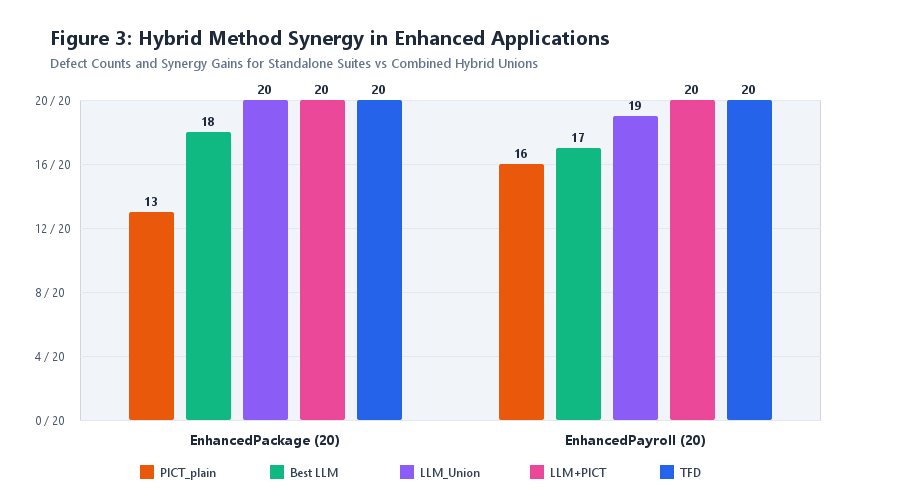 Figure 3: Hybrid Method Synergy in Enhanced Applications
Defect Counts and Synergy Gains for Standalone Suites vs Combined Hybrid Unions
20 / 20
16 / 20
12 / 20
8 / 20
4 / 20
0 / 20
13
18
20
20
20
16
17
19
20
20
EnhancedPackage (20)
EnhancedPayroll (20)
PICT_plain
Best LLM
LLM_Union
LLM+PICT
TFD